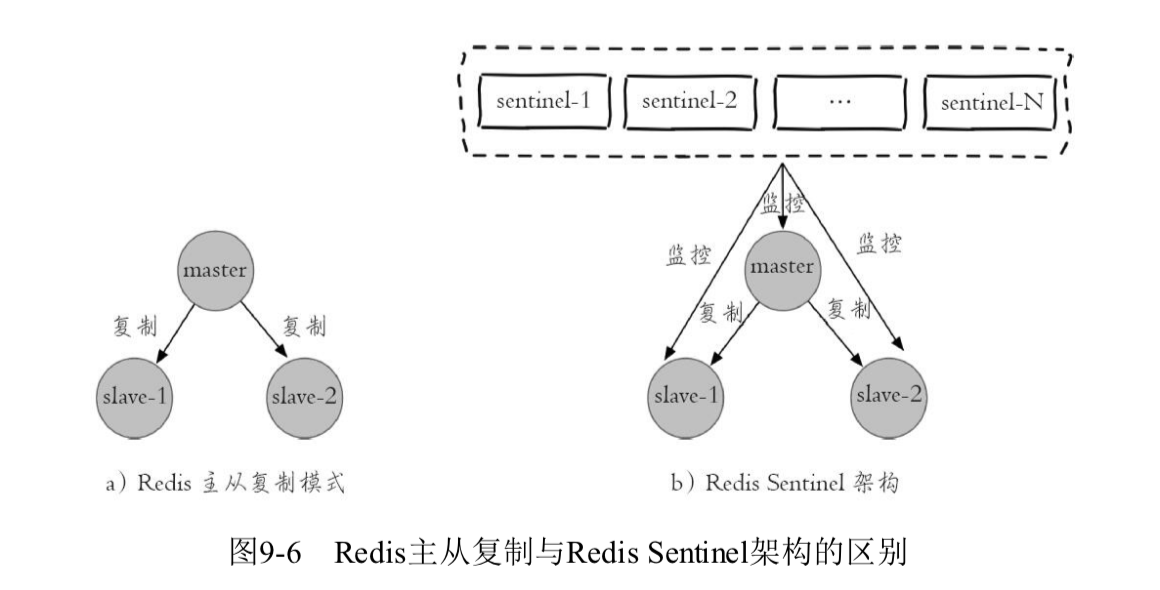 sentinel-1 sentinel-2 … sentinel-N
监控
监控
监控
master
复制
复制
slave-1
slave-2
a）Redis 主从复制模式
master
复制
复制
slave-1
slave-2
b）Redis Sentinel 架构
图9-6 Redis主从复制与Redis Sentinel架构的区别